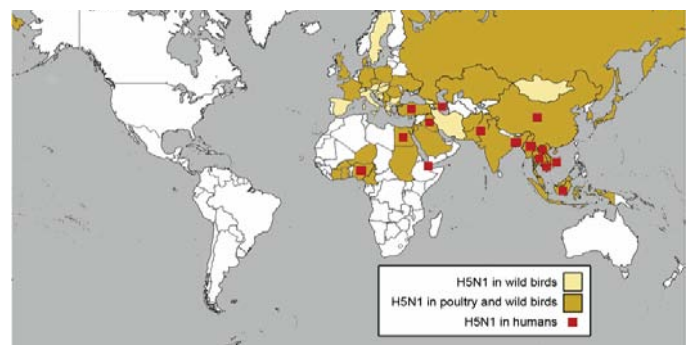 H5N1 in wild birds
H5N1 in poultry and wild birds
H5N1 in humans